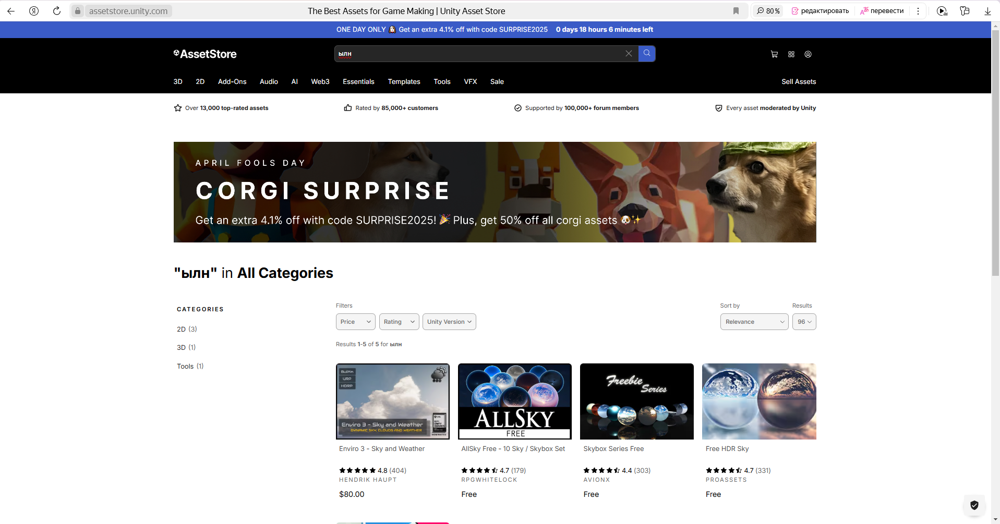 assetstore.unity.com
The Best Assets for Game Making | Unity Asset Store
80%
редактировать
перевести
ONE DAY ONLY Get an extra 4.1% off with code SURPRISE2025 0 days 18 hours 6 minutes left
AssetStore
ылн
3D 2D Add-Ons Audio AI Web3 Essentials Templates Tools VFX Sale Sell Assets
Over 13,000 top-rated assets
Rated by 85,000+ customers
Supported by 100,000+ forum members
Every asset moderated by Unity
APRIL FOOLS DAY
CORGI SURPRISE
Get an extra 4.1% off with code SURPRISE2025! 🎉 Plus, get 50% off all corgi assets 🐶✨
"ылн" in All Categories
CATEGORIES
2D (3)
3D (1)
Tools (1)
Filters
Price
Rating
Unity Version
Sort by
Relevance
Results
96
Results 1-5 of 5 for ылн
Builtin
URP
HDRP
Enviro 3 - Sky and Weather
DYNAMIC SKY, CLOUDS AND WEATHER
NOMINATED
Enviro 3 - Sky and Weather
4.8 (404)
HENDRIK HAUPT
$80.00
ALLSKY
FREE
AllSky Free - 10 Sky / Skybox Set
4.7 (179)
RPGWHITELOCK
Free
Freebie
Series
Skybox Series Free
4.4 (303)
AVIONX
Free
Free HDR Sky
4.7 (331)
PROASSETS
Free